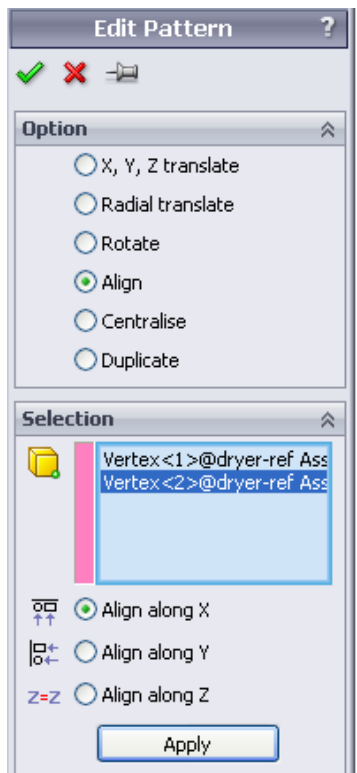 Edit Pattern ?
Option
X, Y, Z translate
Radial translate
Rotate
Align
Centralise
Duplicate
Selection
Vertex<1>@dryer-ref Ass
Vertex<2>@dryer-ref Ass
Align along X
Align along Y
Z=Z Align along Z
Apply